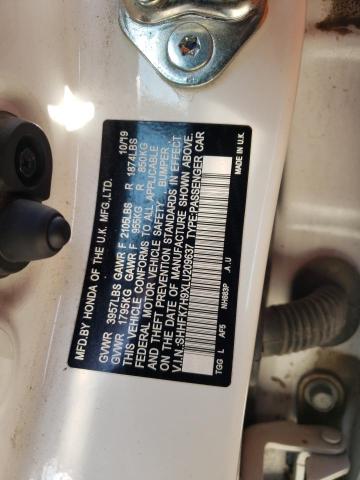 MFD.BY HONDA OF THE U.K. MFG.,LTD. 10/19
GVWR 3957LBS GAWR F 2105LBS R 1874LBS
GVWR 1795KG GAWR F 955KG R 850KG
THIS VEHICLE CONFORMS TO ALL APPLICABLE
FEDERAL MOTOR VEHICLE SAFETY, BUMPER,
AND THEFT PREVENTION STANDARDS IN EFFECT
ON THE DATE OF MANUFACTURE SHOWN ABOVE.
V.I.N:SHHFK7H9XLU209637 TYPE:PASSENGER CAR
MADE IN U.K.
TGG L AF5 NH883P A,U